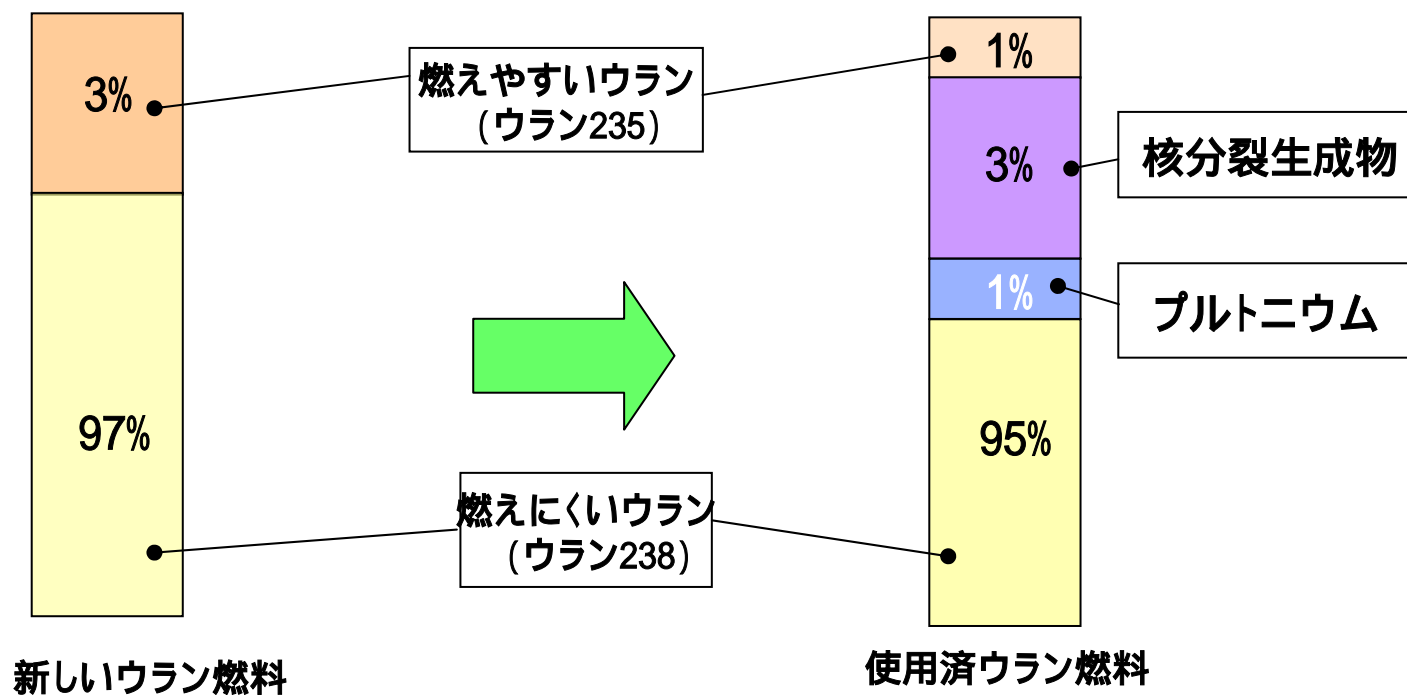 3%
97%
新しいウラン燃料
燃えやすいウラン
(ウラン235)
燃えにくいウラン
(ウラン238)
1%
3%
1%
95%
使用済ウラン燃料
核分裂生成物
プルトニウム